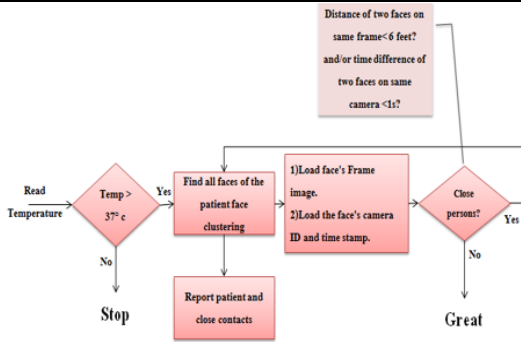 Distance of two faces on
same frame<6 feet?
and/or time difference of
two faces on same
camera <1s?
Read
Temperature
Temp >
37° c
Yes
No
Stop
Find all faces of the
patient face
clustering
Report patient and
close contacts
1)Load face's Frame
image.
2)Load the face's camera
ID and time stamp.
Close
persons?
Yes
No
Great